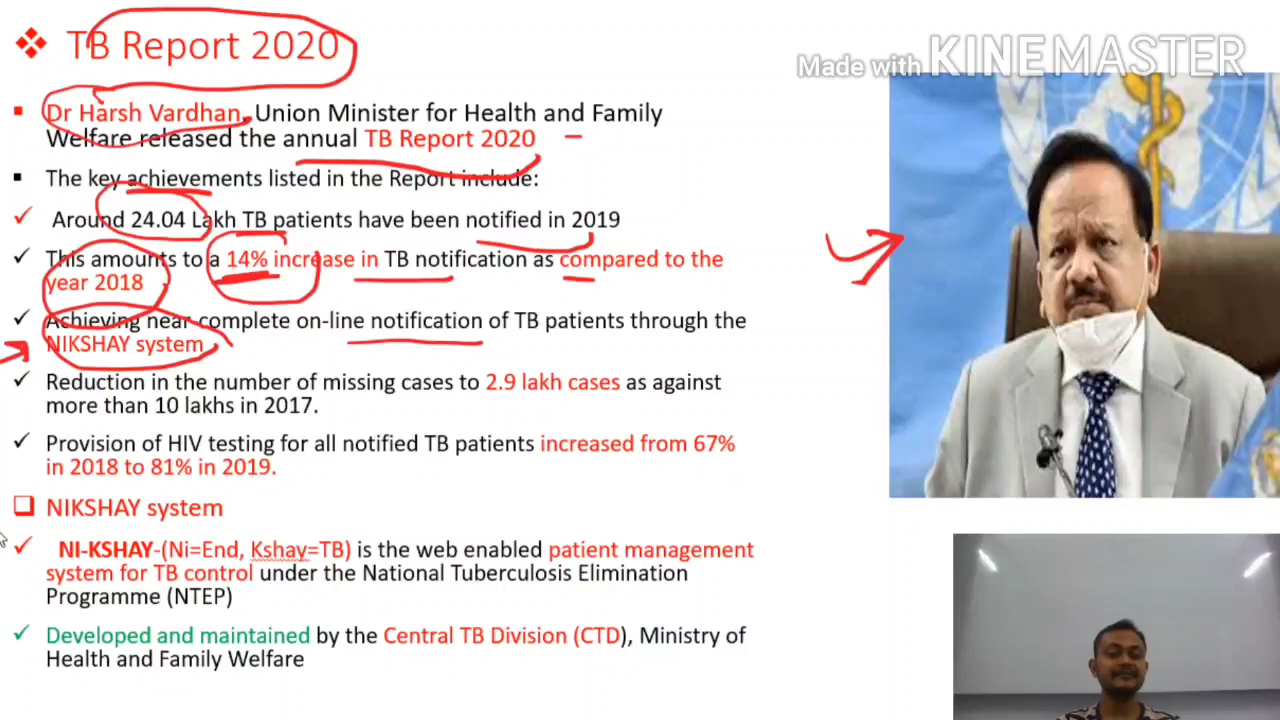 Made with KINEMASTER
TB Report 2020
Dr Harsh Vardhan, Union Minister for Health and Family
Welfare released the annual TB Report 2020
The key achievements listed in the Report include:
Around 24.04 Lakh TB patients have been notified in 2019
This amounts to a 14% increase in TB notification as compared to the
year 2018
Achieving near-complete on-line notification of TB patients through the
NIKSHAY system
Reduction in the number of missing cases to 2.9 lakh cases as against
more than 10 lakhs in 2017.
Provision of HIV testing for all notified TB patients increased from 67%
in 2018 to 81% in 2019.
NIKSHAY system
NI-KSHAY-(Ni=End, Kshay=TB) is the web enabled patient management
system for TB control under the National Tuberculosis Elimination
Programme (NTEP)
Developed and maintained by the Central TB Division (CTD), Ministry of
Health and Family Welfare